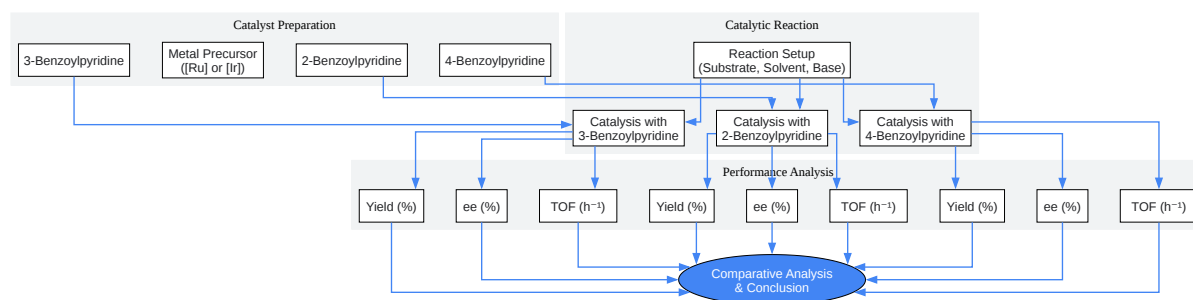 Catalyst Preparation
Catalytic Reaction
3-Benzoylpyridine
Metal Precursor
([Ru] or [Ir])
2-Benzoylpyridine
4-Benzoylpyridine
Reaction Setup
(Substrate, Solvent, Base)
Catalysis with
3-Benzoylpyridine
Catalysis with
2-Benzoylpyridine
Catalysis with
4-Benzoylpyridine
Performance Analysis
Yield (%)
ee (%)
TOF (h⁻¹)
Yield (%)
ee (%)
TOF (h⁻¹)
Yield (%)
ee (%)
TOF (h⁻¹)
Comparative Analysis
& Conclusion